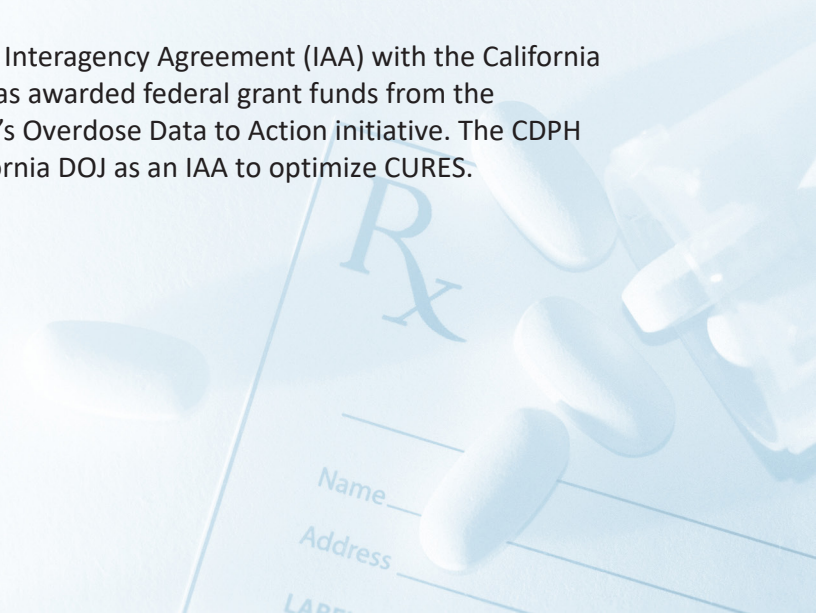 Interagency Agreement (IAA) with the California
as awarded federal grant funds from the
’s Overdose Data to Action initiative. The CDPH
ornia DOJ as an IAA to optimize CURES.
Rx
Name
Address